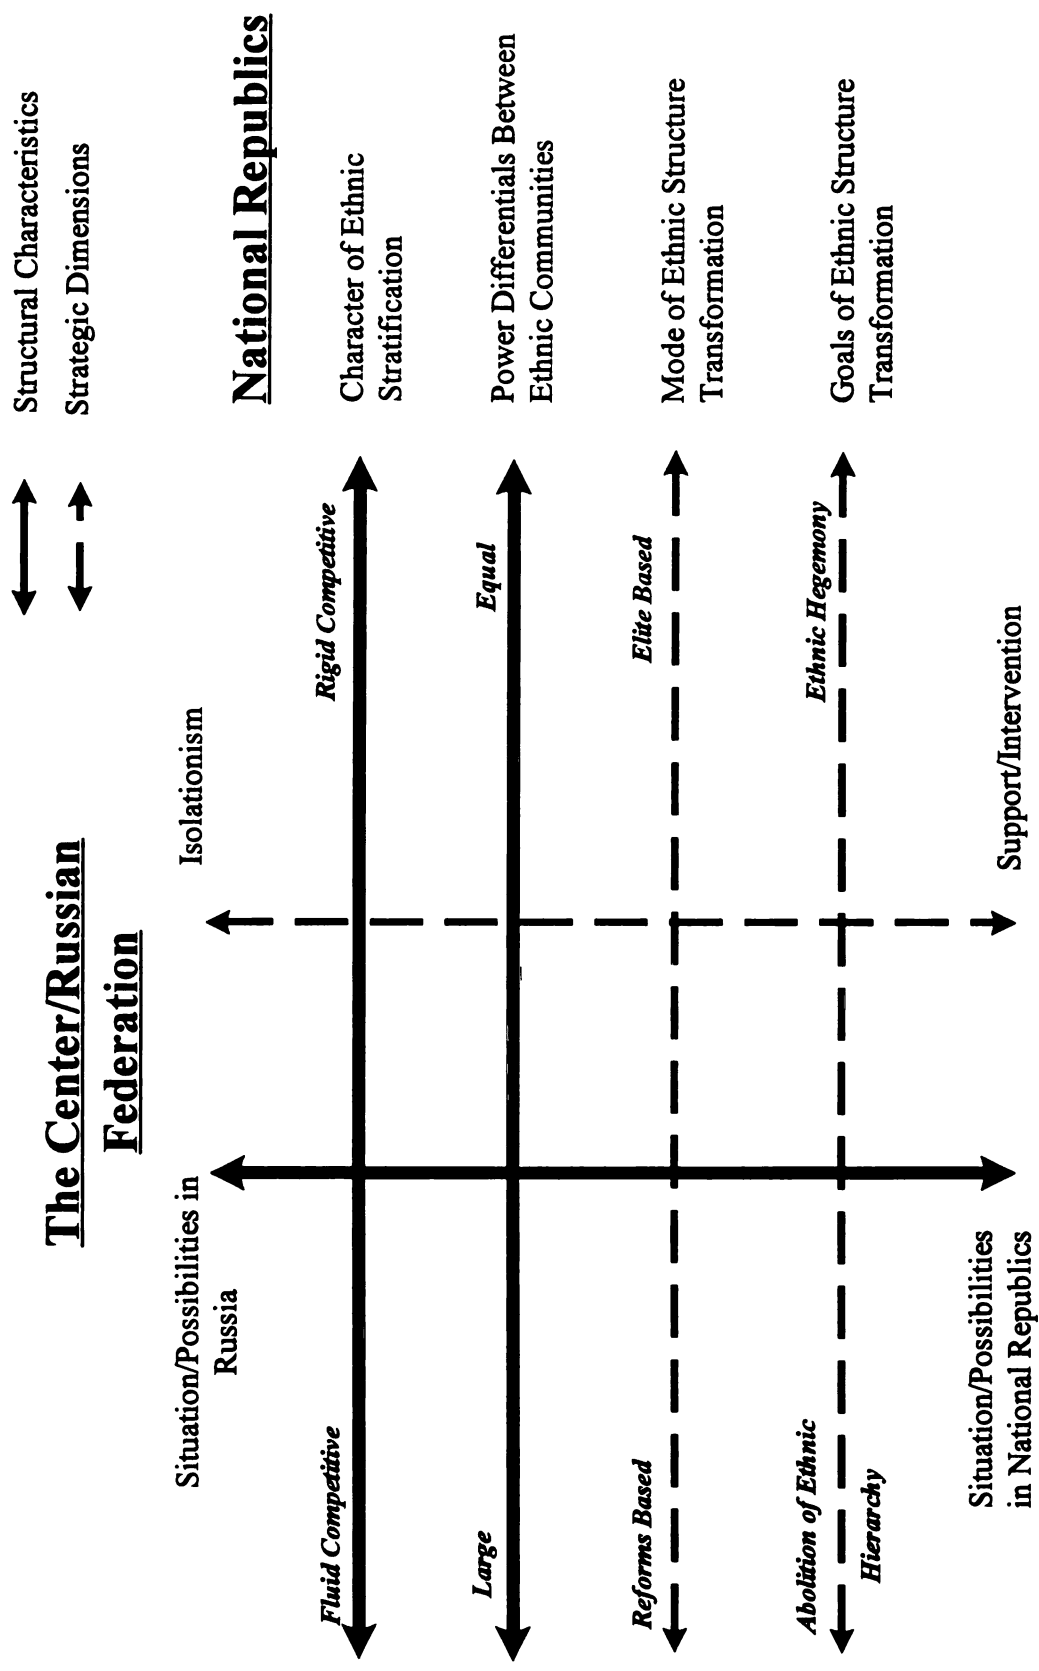 The Center/Russian
Federation
Structural Characteristics
Strategic Dimensions
Situation/Possibilities in
Russia
Isolationism
National Republics
Fluid Competitive
Rigid Competitive
Character of Ethnic
Stratification
Large
Equal
Power Differentials Between
Ethnic Communities
Reforms Based
Elite Based
Mode of Ethnic Structure
Transformation
Abolition of Ethnic
Hierarchy
Ethnic Hegemony
Goals of Ethnic Structure
Transformation
Situation/Possibilities
in National Republics
Support/Intervention